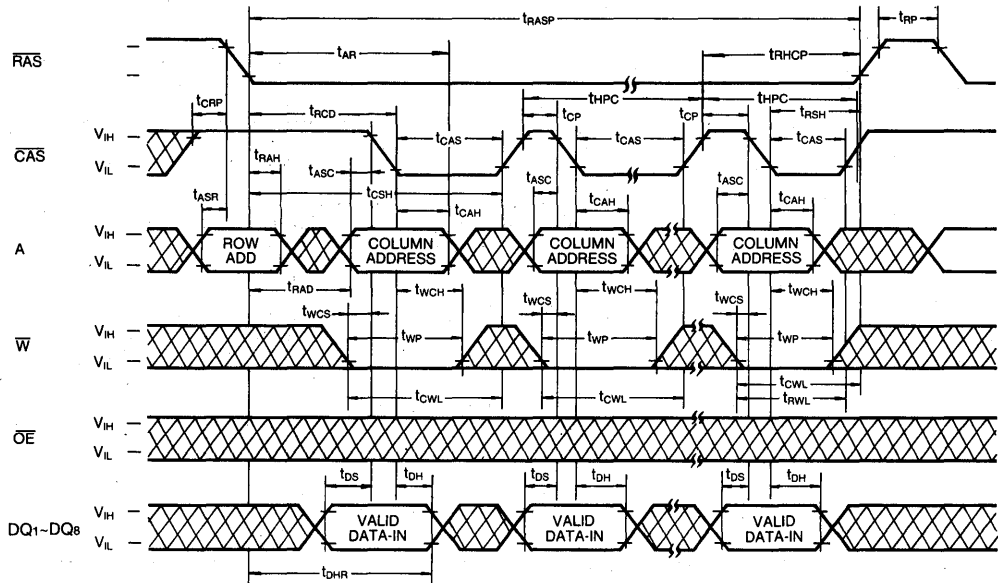 tRASP
tRP
tAR
tRHCP
RAS
tCRP
tRCD
tHPC
tHPC
tCP
tCP
tRSH
VIH
CAS
VIL
tCAS
tCAS
tCAS
tRAH
tASC
tCSH
tASC
tASC
tASR
tCAH
tCAH
tCAH
A
VIH
VIL
ROW ADD
COLUMN ADDRESS
COLUMN ADDRESS
COLUMN ADDRESS
tRAD
tWCH
tWCH
tWCH
tWCS
tWCS
tWCS
W
VIH
VIL
tWP
tWP
tWP
tCWL
tCWL
tCWL
tRWL
OE
VIH
VIL
tDS
tDH
tDS
tDH
tDS
tDH
DQ1~DQ8
VIH
VIL
VALID DATA-IN
VALID DATA-IN
VALID DATA-IN
tDHR